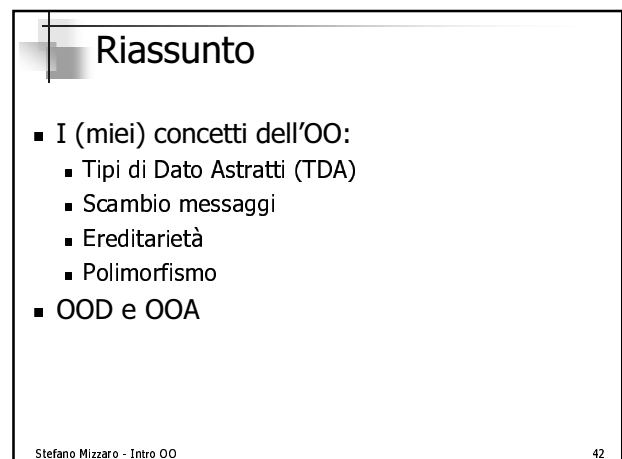 Riassunto
I (miei) concetti dell'OO:
Tipi di Dato Astratti (TDA)
Scambio messaggi
Ereditarietà
Polimorfismo
OOD e OOA
Stefano Mizzaro - Intro OO
42